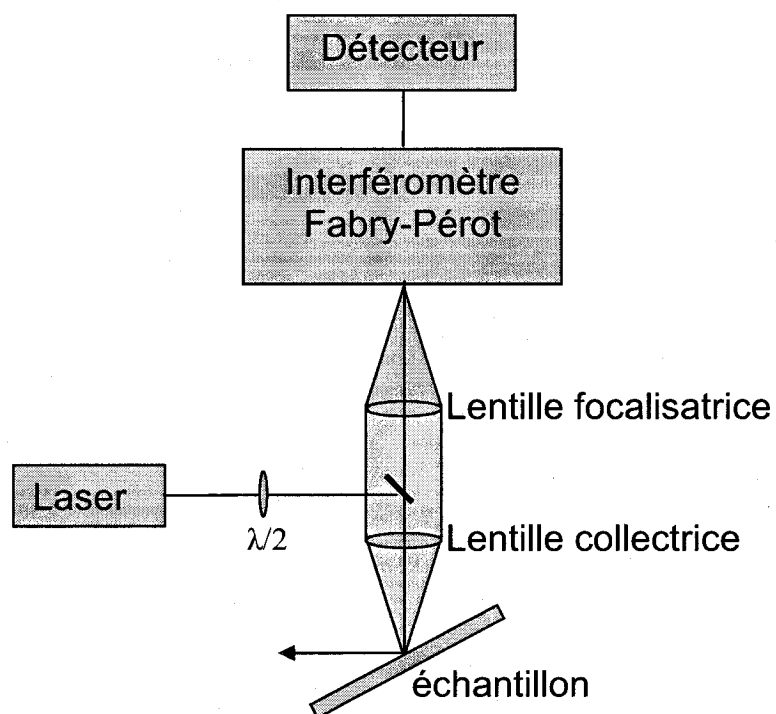 Détecteur
Interféromètre
Fabry-Pérot
Lentille focalisatrice
Laser
λ/2
Lentille collectrice
échantillon